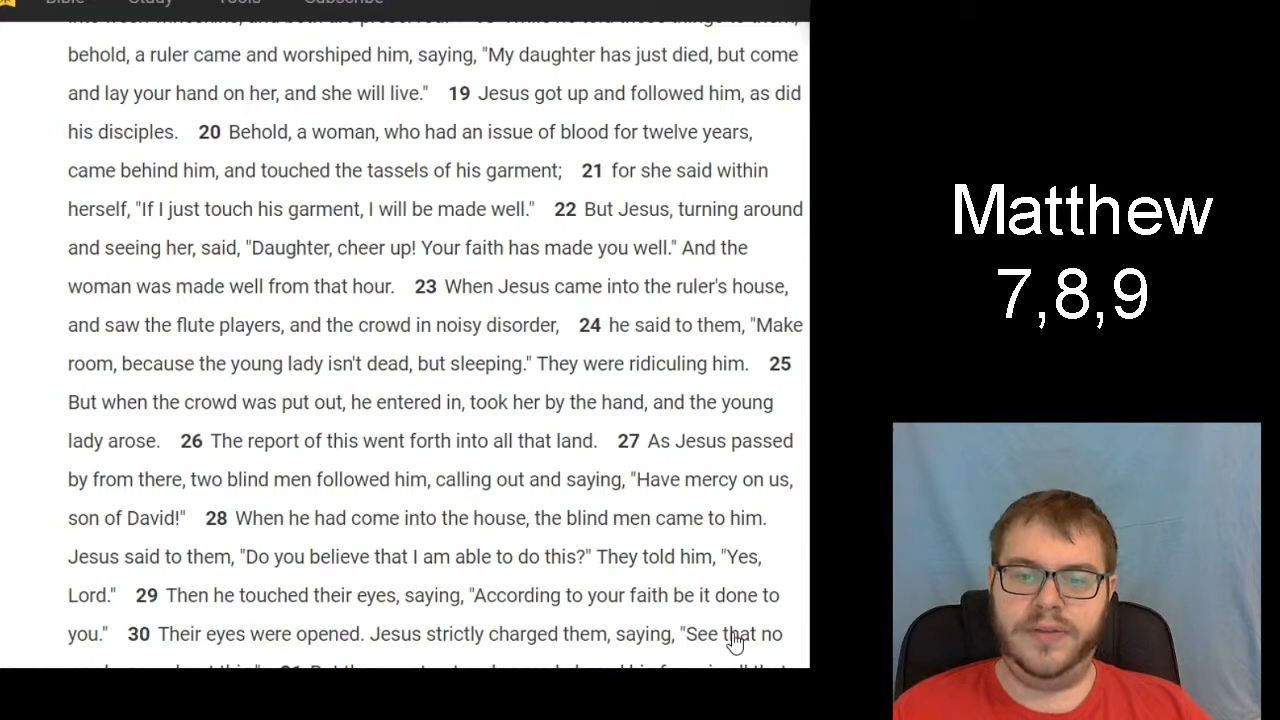 Bible Study Tools Subscribe
behold, a ruler came and worshiped him, saying, "My daughter has just died, but come
and lay your hand on her, and she will live." 19 Jesus got up and followed him, as did
his disciples. 20 Behold, a woman, who had an issue of blood for twelve years,
came behind him, and touched the tassels of his garment; 21 for she said within
herself, "If I just touch his garment, I will be made well." 22 But Jesus, turning around
and seeing her, said, "Daughter, cheer up! Your faith has made you well." And the
woman was made well from that hour. 23 When Jesus came into the ruler's house,
and saw the flute players, and the crowd in noisy disorder, 24 he said to them, "Make
room, because the young lady isn't dead, but sleeping." They were ridiculing him. 25
But when the crowd was put out, he entered in, took her by the hand, and the young
lady arose. 26 The report of this went forth into all that land. 27 As Jesus passed
by from there, two blind men followed him, calling out and saying, "Have mercy on us,
son of David!" 28 When he had come into the house, the blind men came to him.
Jesus said to them, "Do you believe that I am able to do this?" They told him, "Yes,
Lord." 29 Then he touched their eyes, saying, "According to your faith be it done to
you." 30 Their eyes were opened. Jesus strictly charged them, saying, "See that no
Matthew
7,8,9